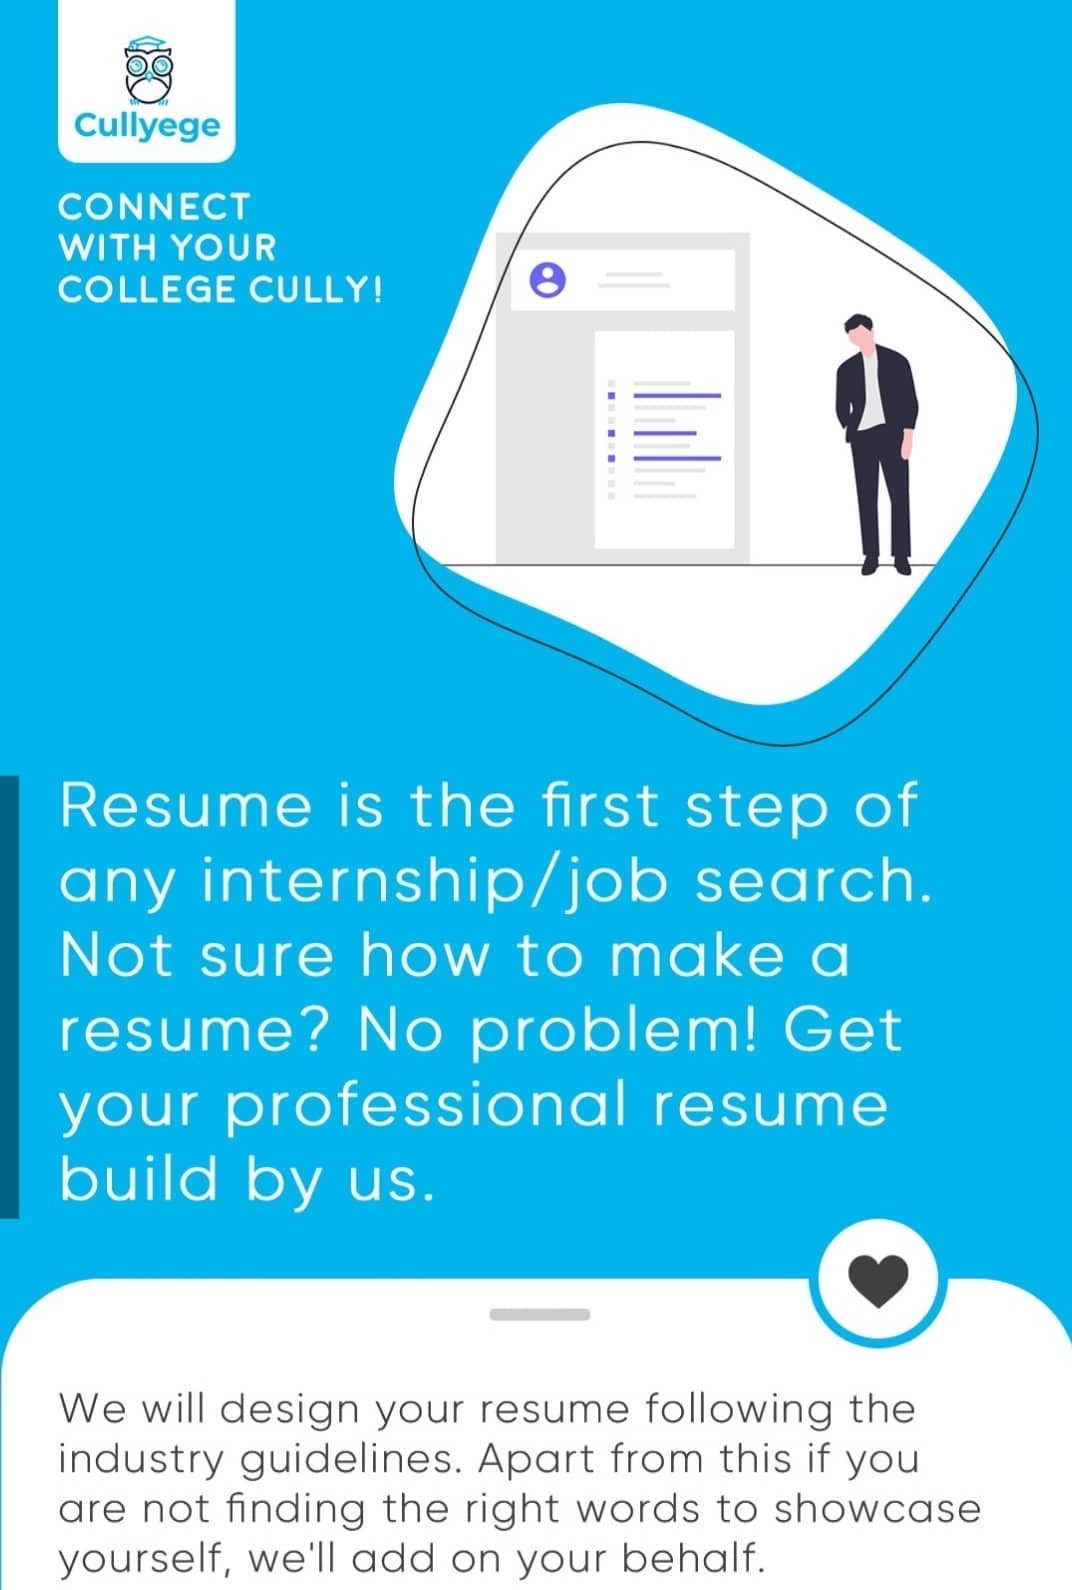 Cullyege
CONNECT
WITH YOUR
COLLEGE CULLY!
Resume is the first step of
any internship/job search.
Not sure how to make a
resume? No problem! Get
your professional resume
build by us.
We will design your resume following the
industry guidelines. Apart from this if you
are not finding the right words to showcase
yourself, we'll add on your behalf.